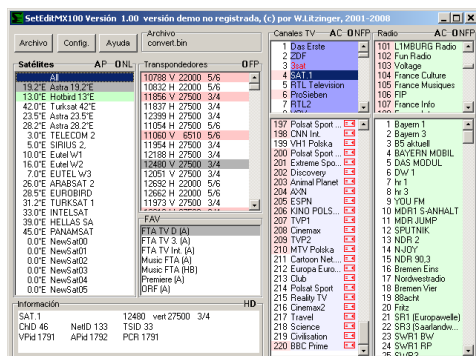 SetEditMX100 Versión 1.00 versión demo no registrada, (c) por W.Litzinger, 2001-2008
Archivo
Config.
Ayuda
Archivo
convert.bin
Satélites AP ONL
All
19.2°E Astra 19,2°E
13.0°E Hotbird 13°E
42.0°E Turksat 42°E
23.5°E Astra 23.5°E
28.2°E Astra 28.2°E
3.0°E TELECOM 2
5.0°E SIRIUS 2,
10.0°E Eutel W1
16.0°E Eutel W2
7.0°E EUTEL W3
26.0°E ARABSAT 2
28.5°E EUROBIRD
31.2°E TURKSAT 1
33.0°E INTELSAT
39.0°E HELLAS SA
45.0°E PANAMSAT
0.0°E NewSat00
0.0°E NewSat01
0.0°E NewSat02
0.0°E NewSat03
0.0°E NewSat04
0.0°E NewSat05
Transpondedores OFP
10788 V 22000 5/6
10832 H 22000 5/6
11856 V 27500 3/4
11837 H 27500 3/4
12399 H 27500 3/4
11054 H 27500 5/6
11060 V 6510 5/6
11954 H 27500 3/4
12188 H 27500 3/4
12480 V 27500 3/4
12051 V 27500 3/4
12692 H 22000 5/6
12662 H 22000 5/6
11973 V 27500 3/4
FAV
FTA TV D (A)
FTA TV 3. (A)
FTA TV Int. (A)
Music FTA (A)
Music FTA (HB)
Premiere (A)
ORF (A)
Información HD
SAT.1 12480 vert 27500 3/4
ChID 46 NetID 133 TSID 33
VPid 1791 APid 1792 PCR 1791
Canales TV AC ONFP
1 Das Erste
2 ZDF
3 3sat
4 SAT.1
5 RTL Television
6 ProSieben
7 RTL2
197 Polsat Sport ...
198 CNN Int.
199 VH1 Polska
200 Polsat Sport ...
201 Extreme Spo...
202 Discovery
203 Animal Planet
204 AXN
205 ESPN
206 KINO POLS...
207 TVP1
208 Cinemax
209 TVP2
210 MTV Polska
211 Cartoon Net...
212 Europa Euro...
213 Club
214 Polsat Sport
215 Reality TV
216 Cinemax2
217 Travel
218 Science
219 Civilisation
220 BBC Prime
Radio AC ONFP
101 L1MBURG Radio
102 Fun Radio
103 Voltage
104 France Culture
105 France Musiques
106 FIP
107 France Info
1 Bayern 1
2 Bayern 3
3 B5 aktuell
4 BAYERN MOBIL
5 DAS MODUL
6 DW 1
7 hr 1
8 hr 3
9 YOU FM
10 MDR1 S-ANHALT
11 MDR JUMP
12 SPUTNIK
13 NDR 2
14 N-JOY
15 NDR 90,3
16 Bremen Eins
17 Nordwestradio
18 Bremen Vier
19 88acht
20 Fritz
21 SR1 (Europawelle)
22 SR3 (Saarlandw...
23 SWR1 BW
24 SWR1 RP
25 SWR3